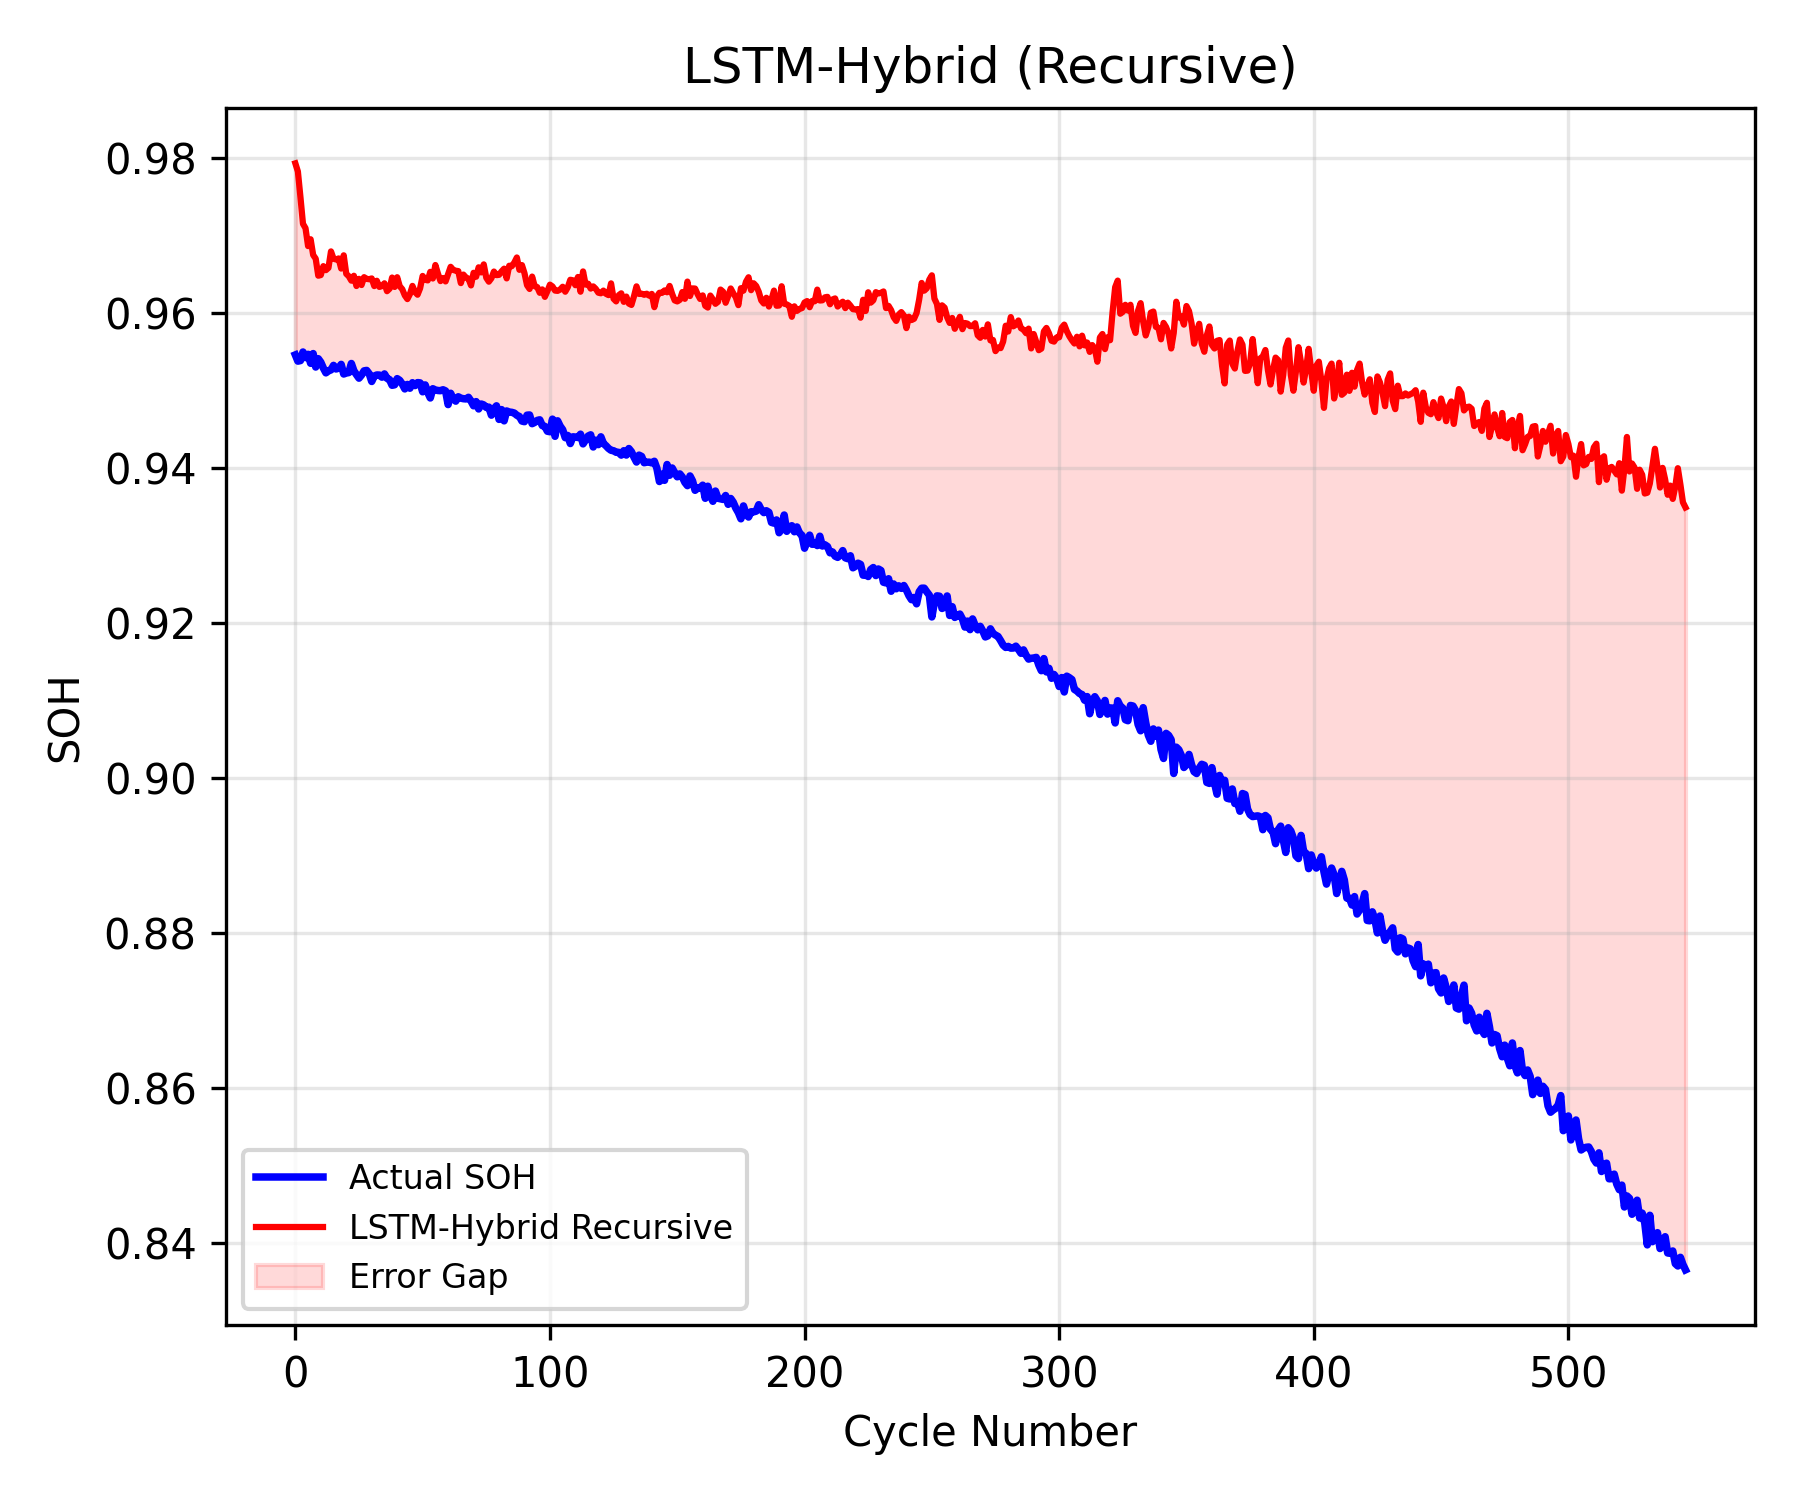 LSTM-Hybrid (Recursive)
0.98
0.96
0.94
0.92
0.90
0.88
0.86
0.84
SOH
Actual SOH
LSTM-Hybrid Recursive
Error Gap
0 100 200 300 400 500
Cycle Number